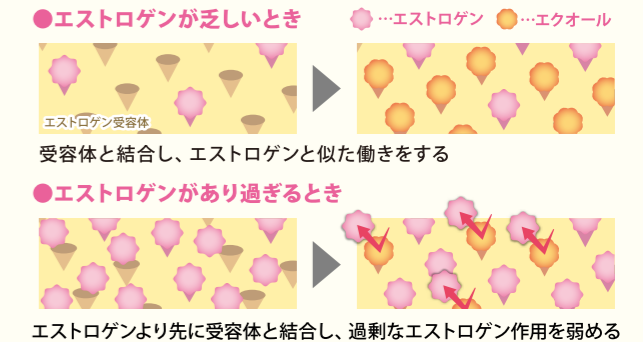 ●エストロゲンが乏しいとき
…エストロゲン
…エクオール
エストロゲン受容体
受容体と結合し、エストロゲンと似た働きをする
●エストロゲンがあり過ぎるとき
エストロゲンより先に受容体と結合し、過剰なエストロゲン作用を弱める